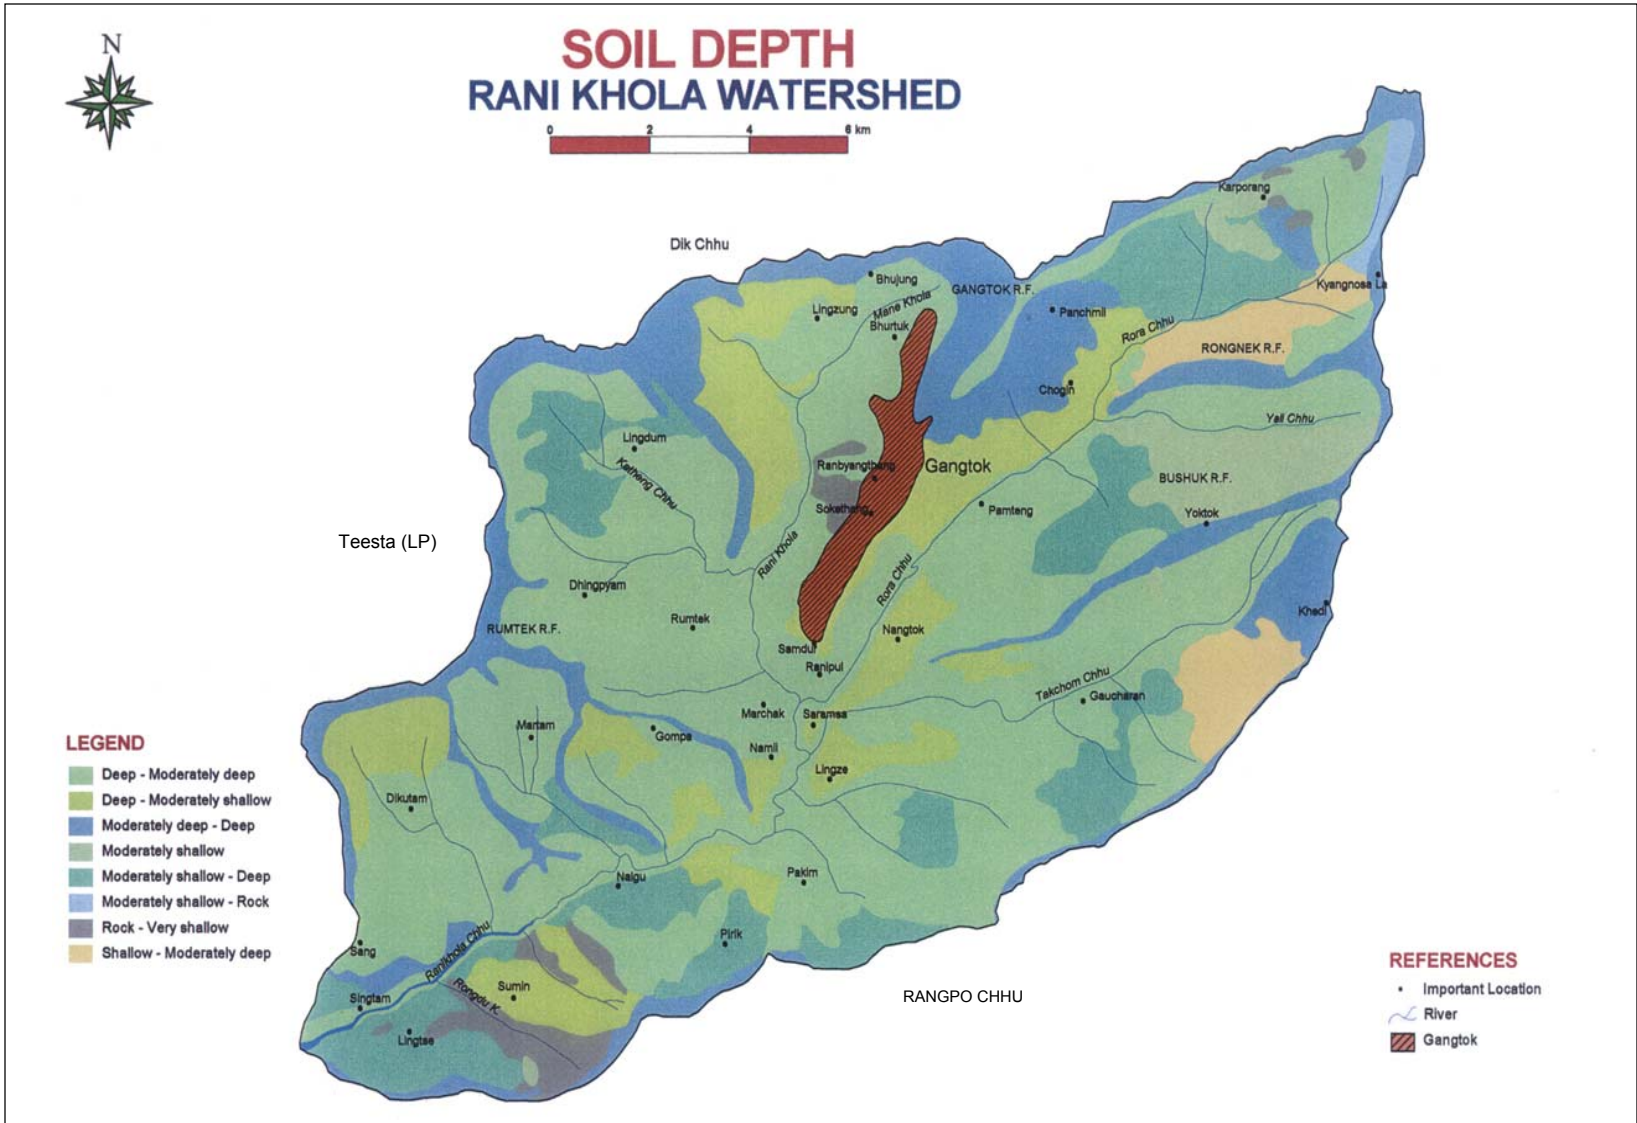 N
SOIL DEPTH
RANI KHOLA WATERSHED
0 2 4 6 km
Karporang
Dik Chhu
Bhujung
Kyangnosa La
GANGTOK R.F.
Mane Khola
Lingzung
Panchmil
Bhurtuk
Rora Chhu
RONGNEK R.F.
Chogin
Yali Chhu
Lingdum
Ranbyangthang
Gangtok
Katheng Chhu
BUSHUK R.F.
Sokethang
Pamteng
Yoktok
Teesta (LP)
Rani Khola
Rora Chhu
Dhingpyam
Khedi
Rumtek
RUMTEK R.F.
Nangtok
Samdur
Ranipul
Takchom Chhu
Gaucharan
Marchak
Saramsa
Martam
Gompa
Namli
Lingze
Dikutam
LEGEND
Deep - Moderately deep
Deep - Moderately shallow
Moderately deep - Deep
Moderately shallow
Moderately shallow - Deep
Moderately shallow - Rock
Rock - Very shallow
Shallow - Moderately deep
Nalgu
Pakim
Pirik
Sang
Ranikhola Chhu
Singtam
Rongdu K.
Sumin
Lingtse
RANGPO CHHU
REFERENCES
Important Location
River
Gangtok